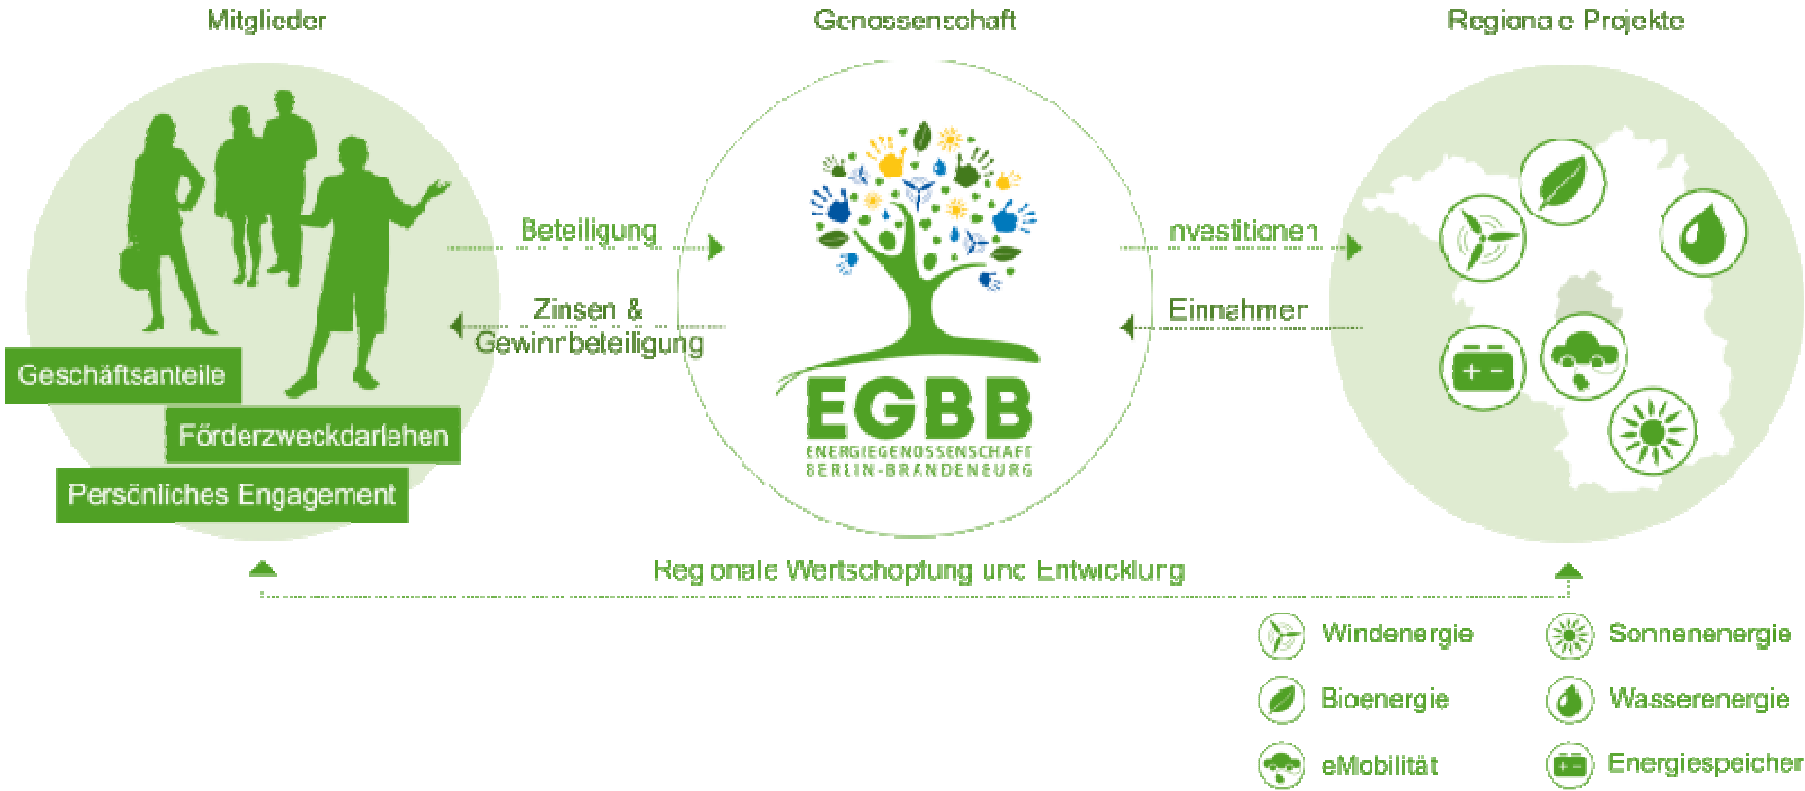 Mitglieder
Genossenschaft
Regionale Projekte
Beteiligung
Investitionen
Zinsen &
Gewinnbeteiligung
Einnahmen
Geschäftsanteile
Förderzweckdarlehen
Persönliches Engagement
EGBB
ENERGIEGENOSSENSCHAFT
BERLIN-BRANDENBURG
Regionale Wertschöpfung und Entwicklung
Windenergie
Sonnenenergie
Bioenergie
Wasserenergie
eMobilität
Energiespeicher